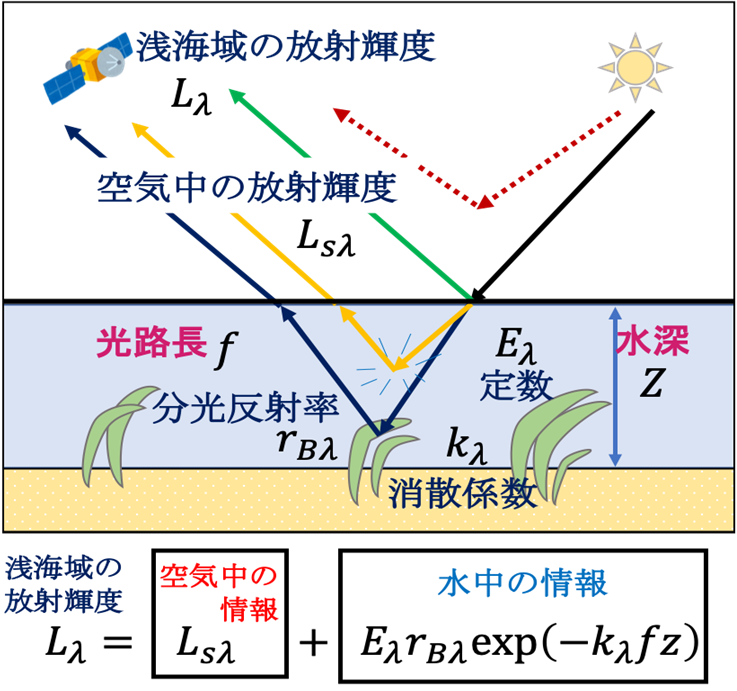 浅海域の放射輝度
Lλ
空気中の放射輝度
Lsλ
光路長 f
Eλ
水深
定数
Z
分光反射率
rBλ
kλ
消散係数
浅海域の
放射輝度
空気中の
情報
水中の情報
Lλ = Lsλ + EλrBλexp(−kλfz)